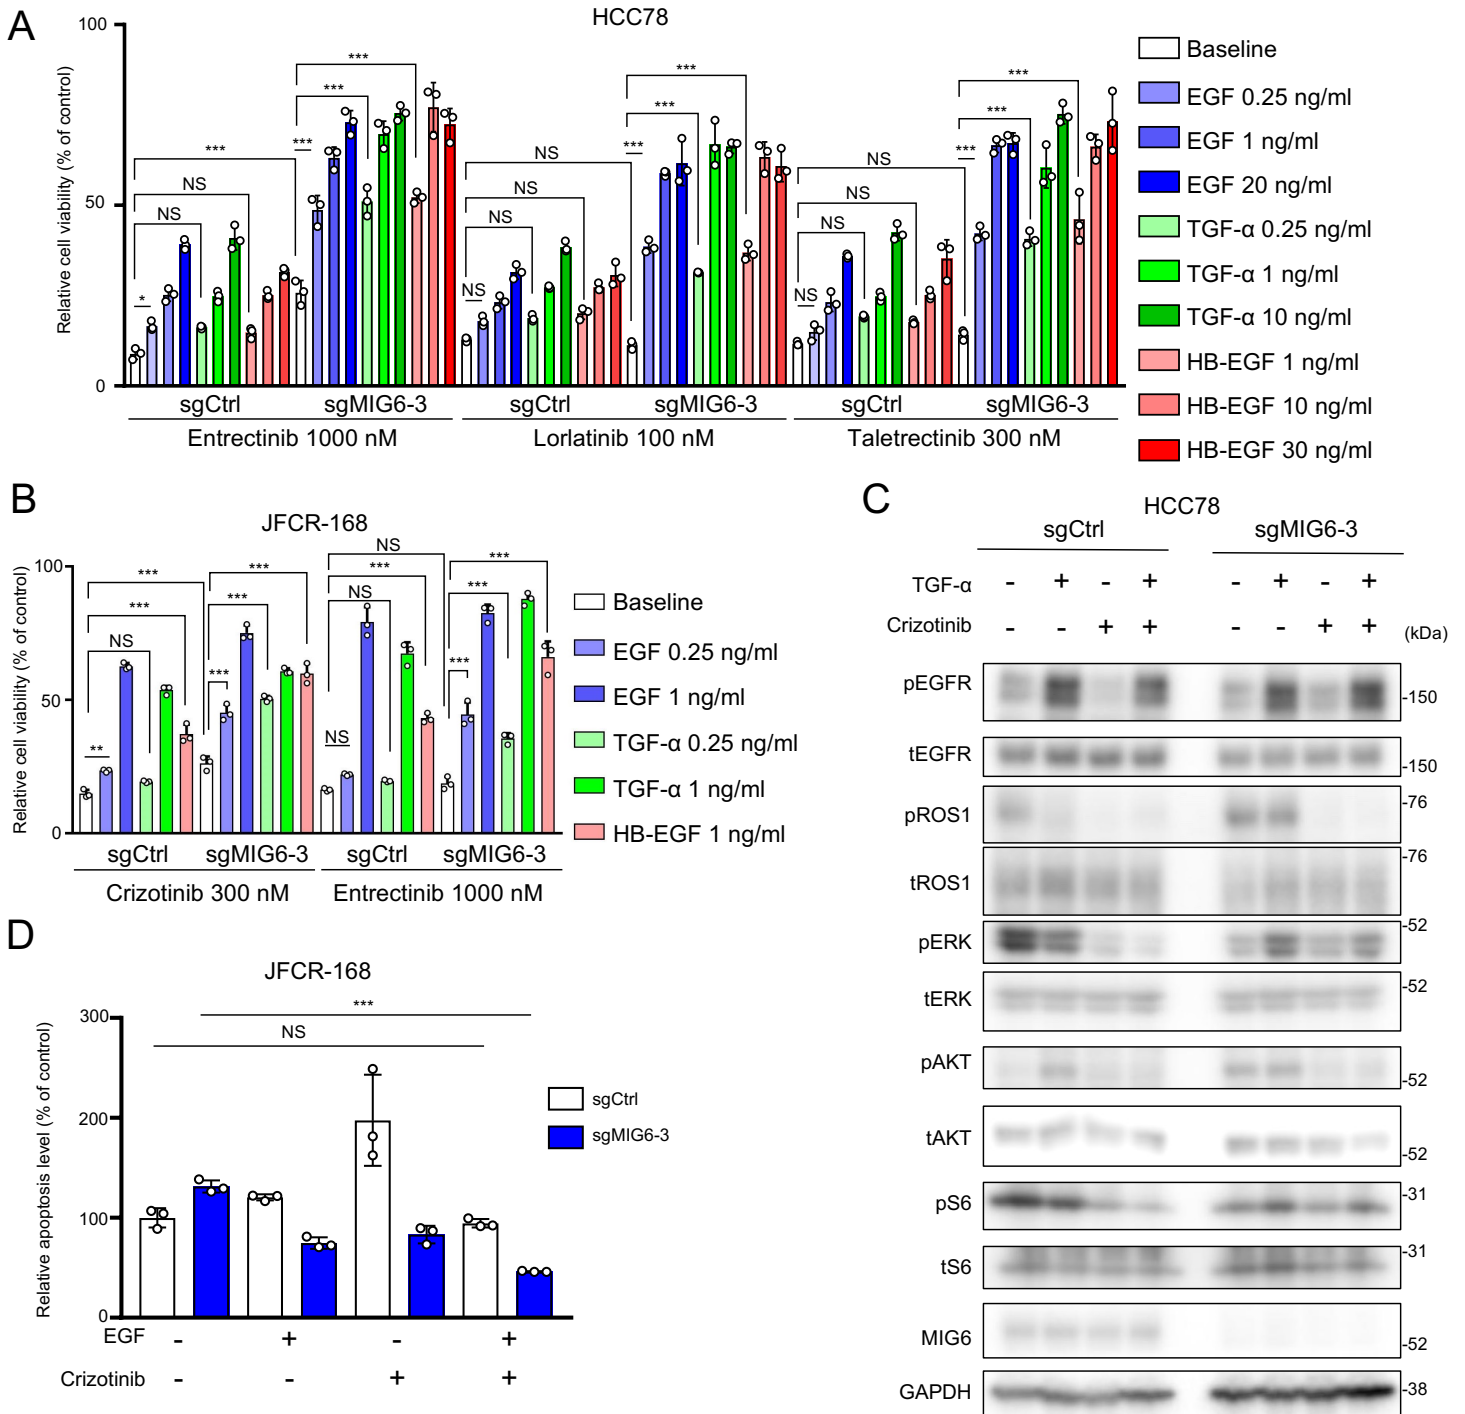 A
HCC78
Relative cell viability (% of control)
100
50
0
*
NS
NS
***
***
***
***
NS
NS
NS
NS
***
***
***
NS
NS
NS
NS
***
***
***
sgCtrl
sgMIG6-3
sgCtrl
sgMIG6-3
sgCtrl
sgMIG6-3
Entrectinib 1000 nM
Lorlatinib 100 nM
Taletrectinib 300 nM
Baseline
EGF 0.25 ng/ml
EGF 1 ng/ml
EGF 20 ng/ml
TGF-α 0.25 ng/ml
TGF-α 1 ng/ml
TGF-α 10 ng/ml
HB-EGF 1 ng/ml
HB-EGF 10 ng/ml
HB-EGF 30 ng/ml
B
JFCR-168
Relative cell viability (% of control)
100
50
0
**
NS
***
***
***
***
***
NS
NS
***
NS
***
***
***
sgCtrl
sgMIG6-3
sgCtrl
sgMIG6-3
Crizotinib 300 nM
Entrectinib 1000 nM
Baseline
EGF 0.25 ng/ml
EGF 1 ng/ml
TGF-α 0.25 ng/ml
TGF-α 1 ng/ml
HB-EGF 1 ng/ml
C
HCC78
sgCtrl
sgMIG6-3
TGF-α - + - + - + - +
Crizotinib - - + + - - + +
(kDa)
pEGFR -150
tEGFR -150
pROS1 -76
tROS1 -76
pERK -52
tERK -52
pAKT -52
tAKT -52
pS6 -31
tS6 -31
MIG6 -52
GAPDH -38
D
JFCR-168
Relative apoptosis level (% of control)
300
200
100
0
***
NS
sgCtrl
sgMIG6-3
EGF - + - +
Crizotinib - - + +